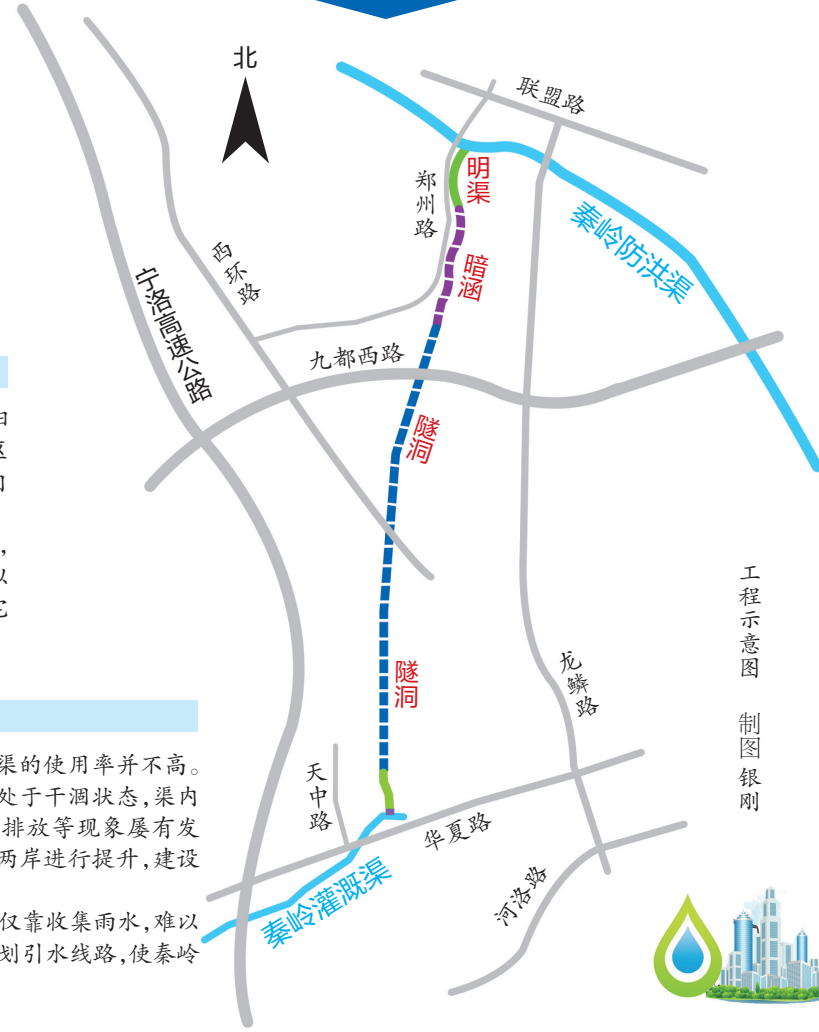 北
联盟路
郑州路
明渠
秦岭防洪渠
西环路
暗涵
宁洛高速公路
九都西路
隧洞
工程示意图 制图 银刚
隧洞
龙鳞路
天中路
华夏路
秦岭灌溉渠
河洛路
渠的使用率并不高。
处于干涸状态,渠内
排放等现象屡有发
两岸进行提升,建设
仅靠收集雨水,难以
划引水线路,使秦岭